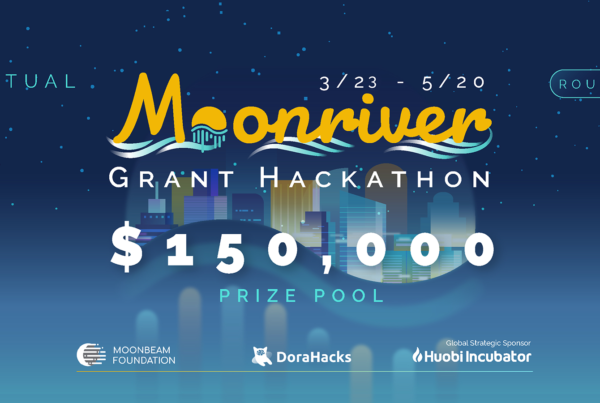 3/23 - 5/20
TUAL
ROU
Moonriver
GRANT HACKATHON
$150,000
PRIZE POOL
Global Strategic Sponsor
MOONBEAM
FOUNDATION
DoraHacks
Huobi Incubator